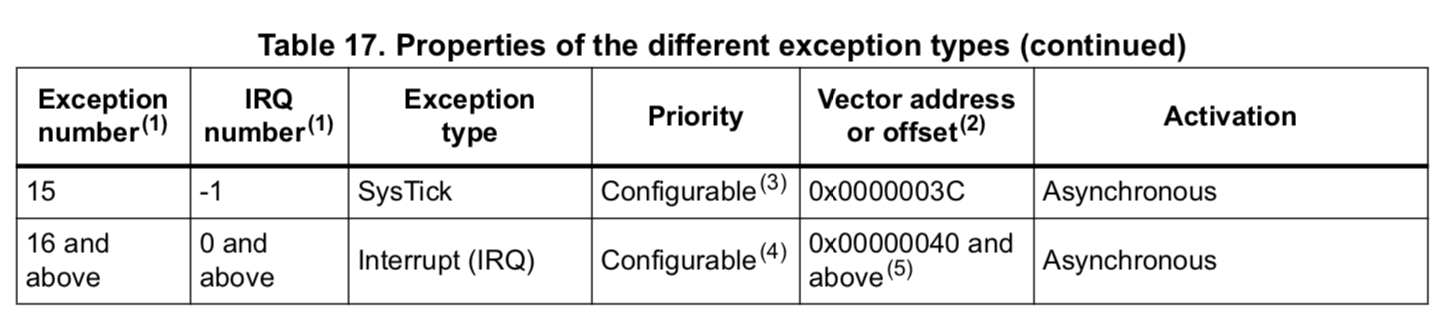 Table 17. Properties of the different exception types (continued)
Exception number(1) IRQ number(1) Exception type Priority Vector address or offset(2) Activation
15 -1 SysTick Configurable(3) 0x0000003C Asynchronous
16 and above 0 and above Interrupt (IRQ) Configurable(4) 0x00000040 and above(5) Asynchronous